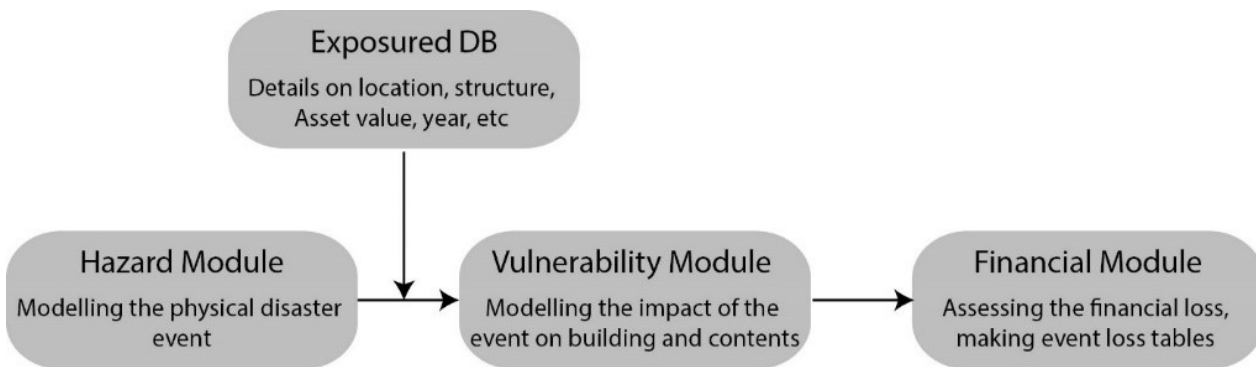 Exposured DB
Details on location, structure,
Asset value, year, etc
Hazard Module
Modelling the physical disaster
event
Vulnerability Module
Modelling the impact of the
event on building and contents
Financial Module
Assessing the financial loss,
making event loss tables